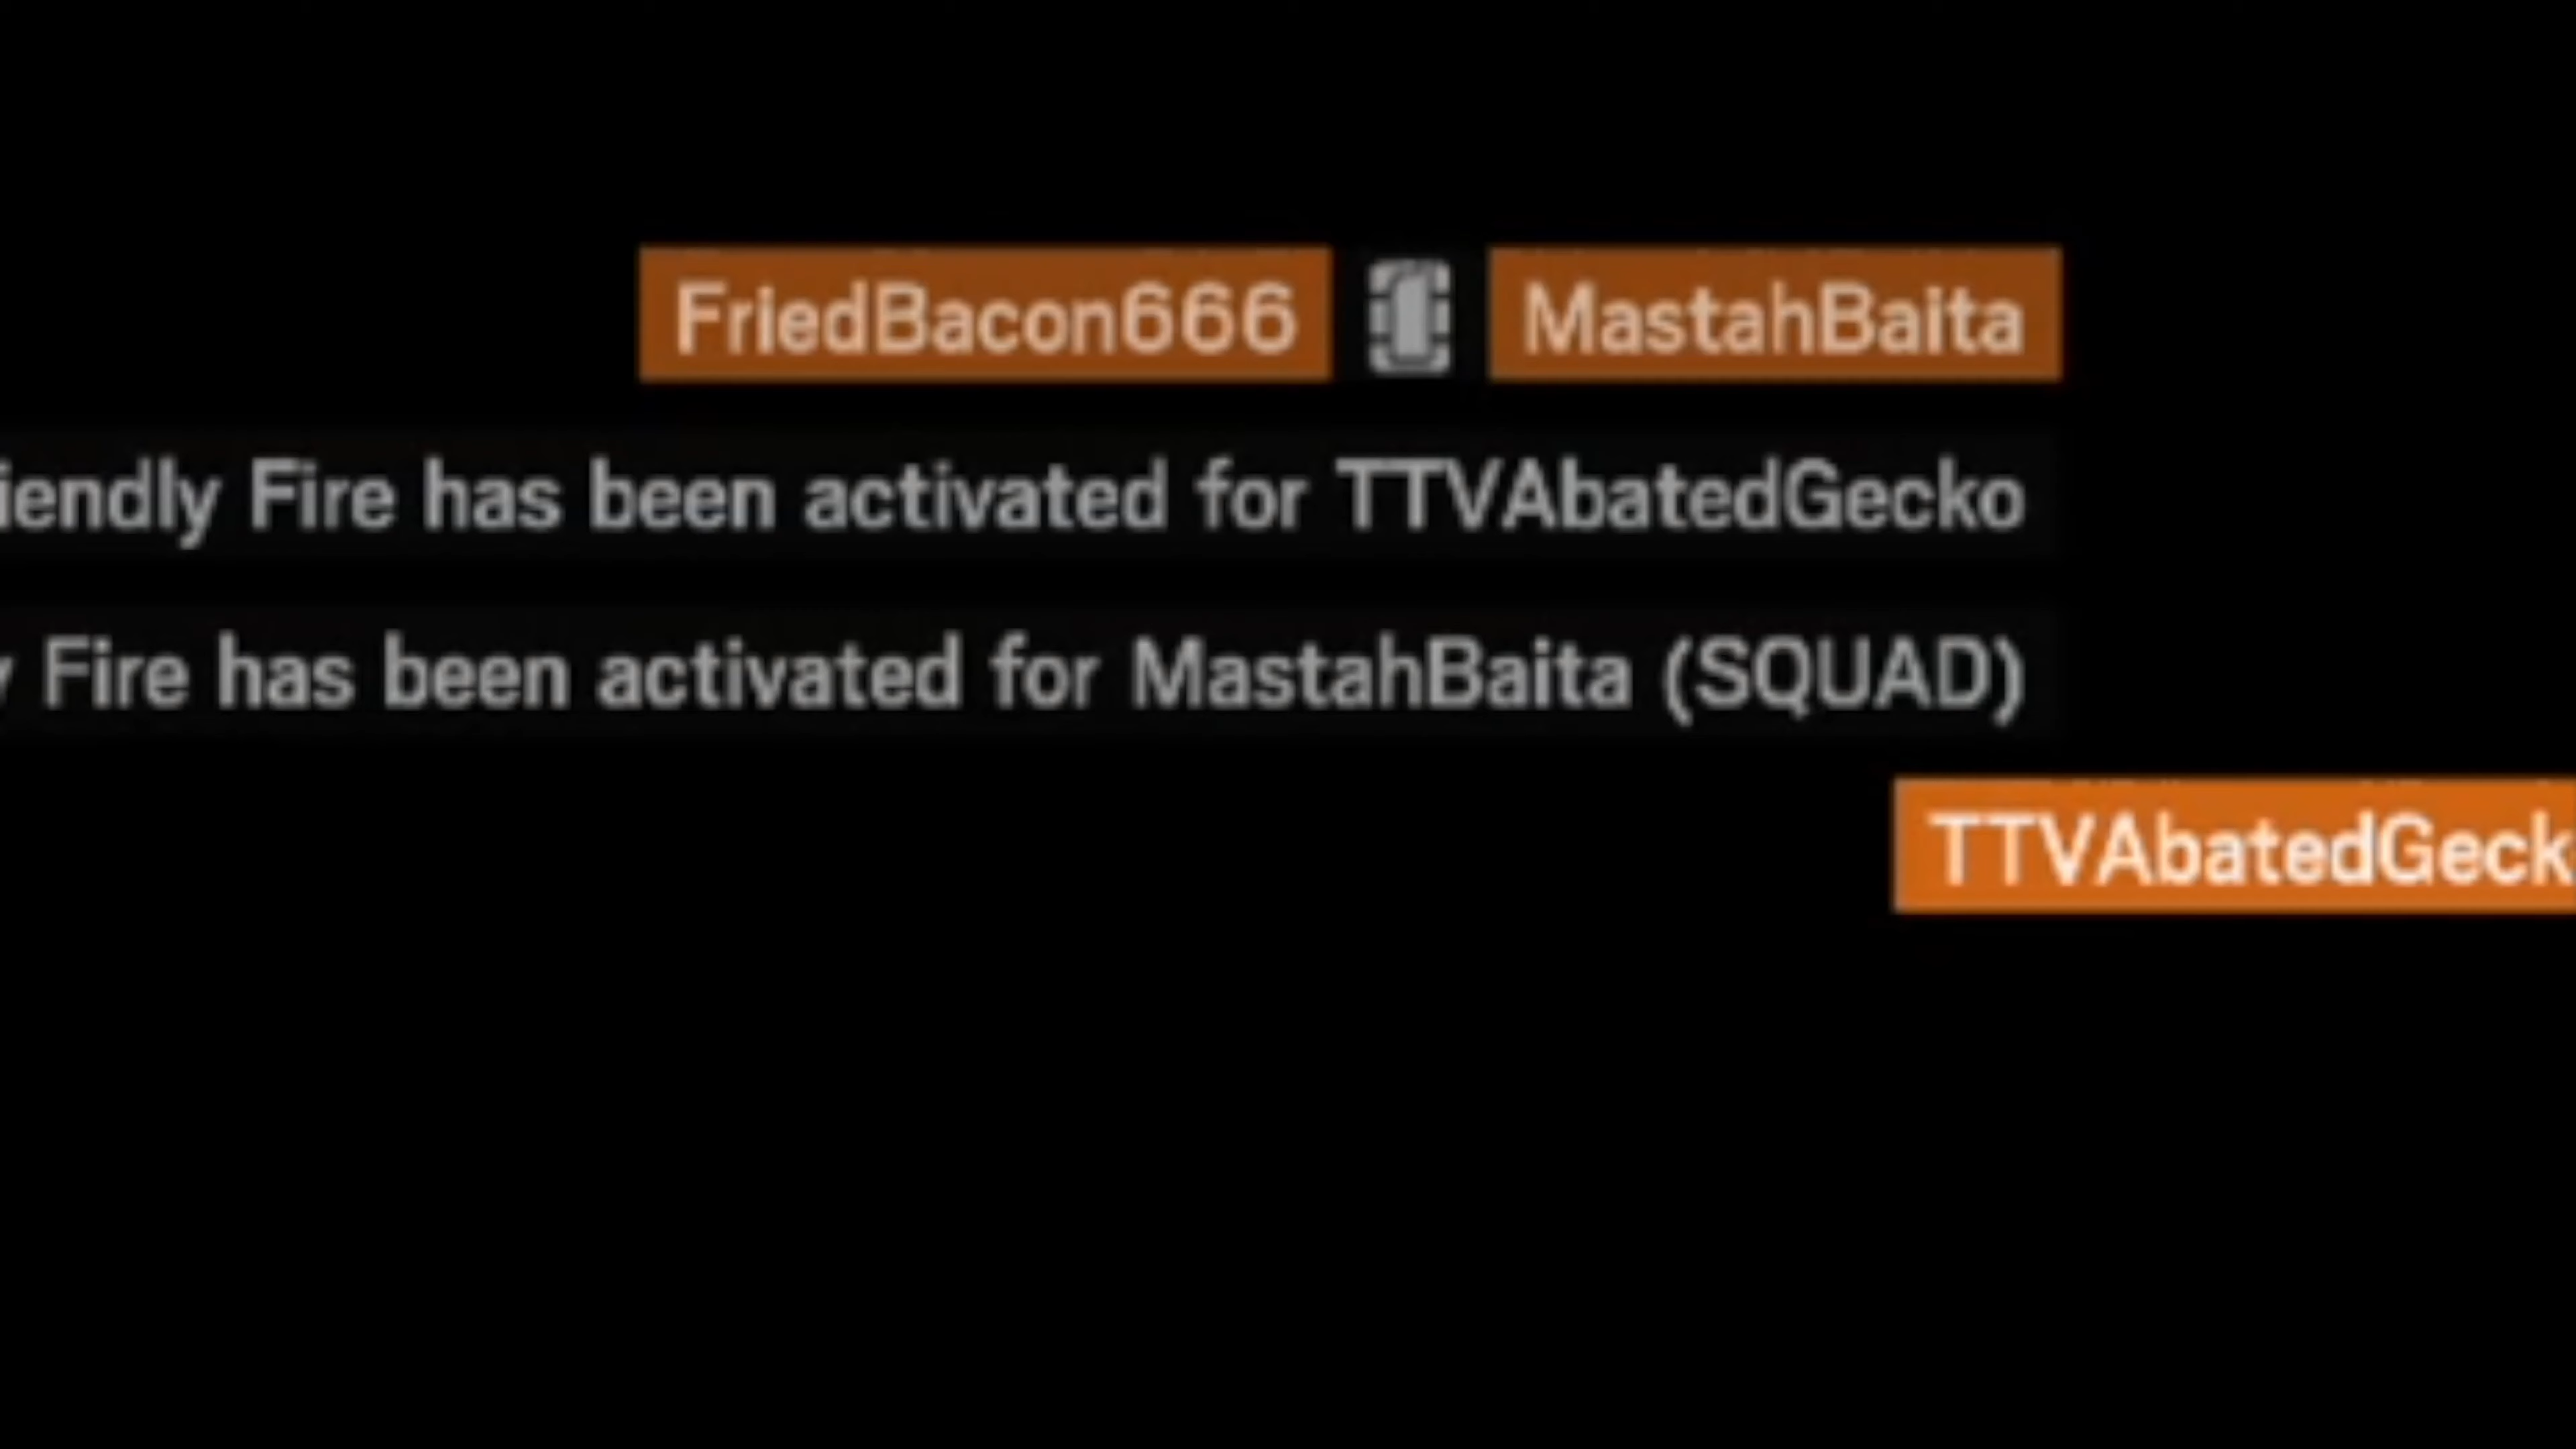 FriedBacon666 MastahBaita
iendly Fire has been activated for TTVAbatedGecko
y Fire has been activated for MastahBaita (SQUAD)
TTVAbatedGeck